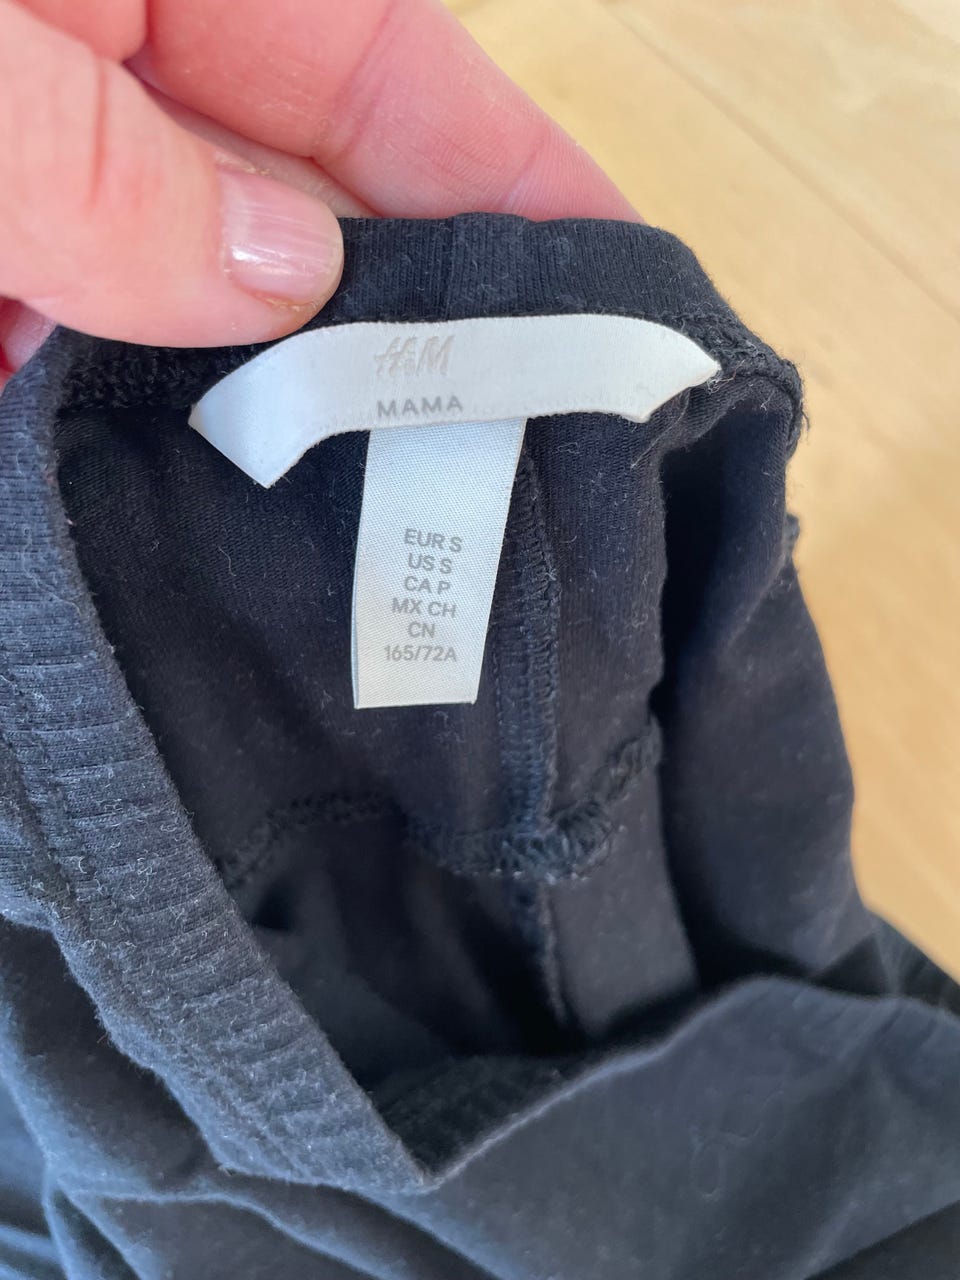 H&M
MAMA
EUR S
US S
CA P
MX CH
CN
165/72A